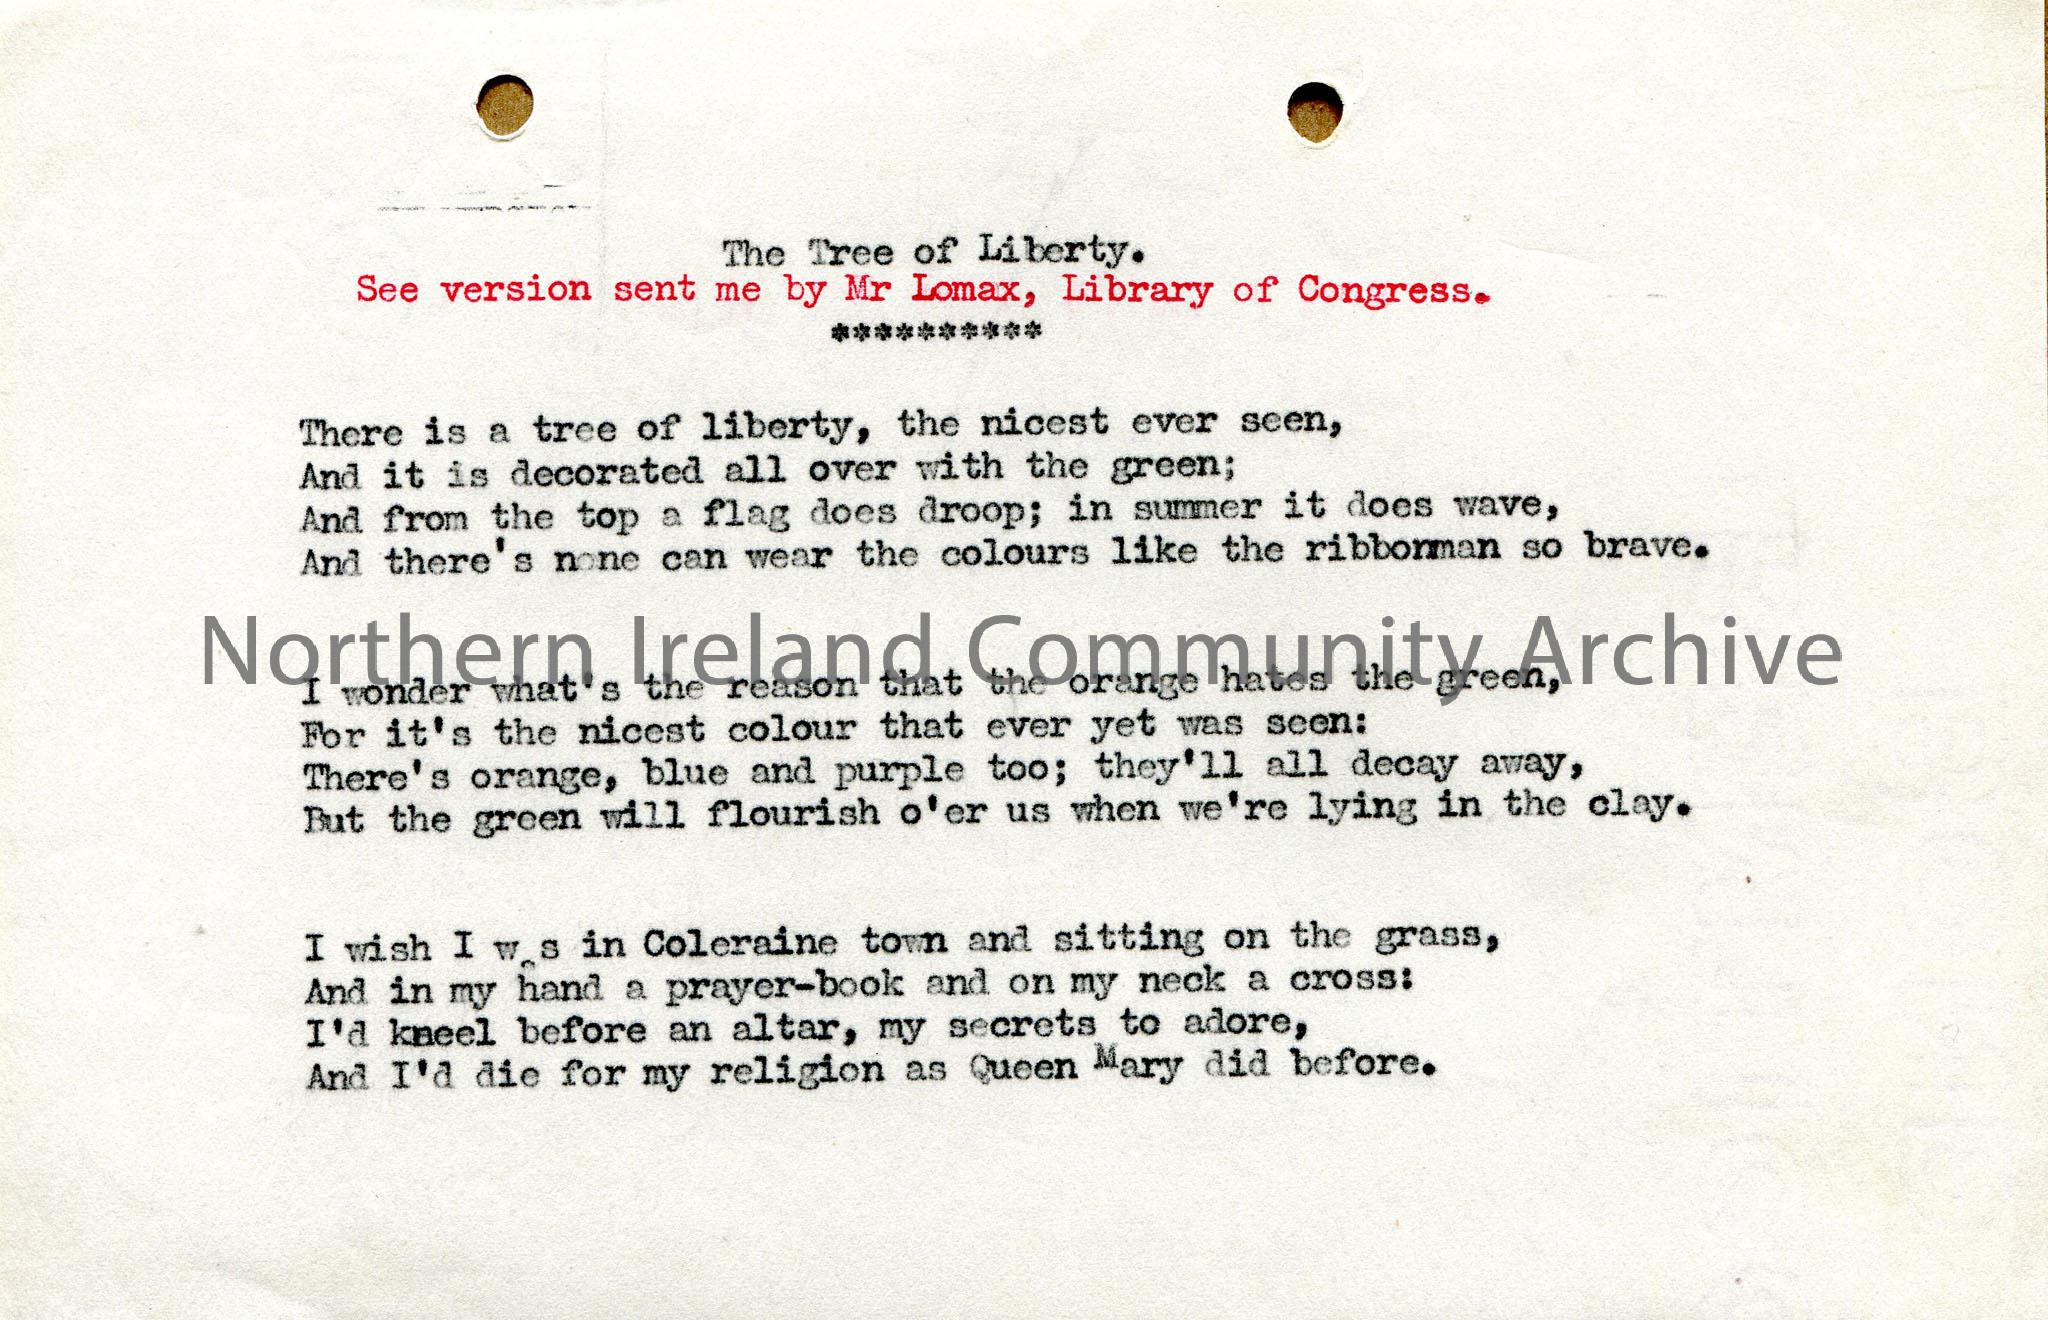 The Tree of Liberty.
See version sent me by Mr Lomax, Library of Congress.
**********
There is a tree of liberty, the nicest ever seen,
And it is decorated all over with the green;
And from the top a flag does droop; in summer it does wave,
And there's none can wear the colours like the ribbonman so brave.
Northern Ireland Community Archive
I wonder what's the reason that the orange hates the green,
For it's the nicest colour that ever yet was seen:
There's orange, blue and purple too; they'll all decay away,
But the green will flourish o'er us when we're lying in the clay.
I wish I was in Coleraine town and sitting on the grass,
And in my hand a prayer-book and on my neck a cross:
I'd kneel before an altar, my secrets to adore,
And I'd die for my religion as Queen Mary did before.